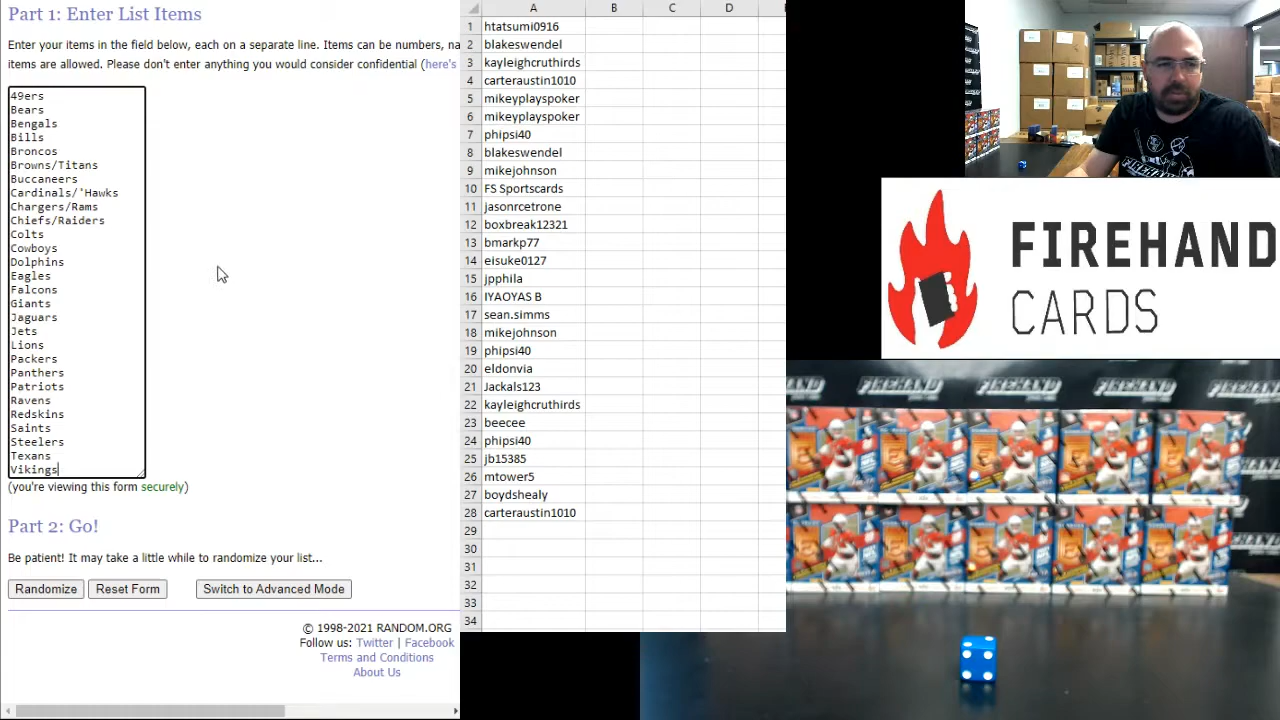 Part 1: Enter List Items
Enter your items in the field below, each on a separate line. Items can be numbers, na
items are allowed. Please don't enter anything you would consider confidential (here's
49ers
Bears
Bengals
Bills
Broncos
Browns/Titans
Buccaneers
Cardinals/'Hawks
Chargers/Rams
Chiefs/Raiders
Colts
Cowboys
Dolphins
Eagles
Falcons
Giants
Jaguars
Jets
Lions
Packers
Panthers
Patriots
Ravens
Redskins
Saints
Steelers
Texans
Vikings
(you're viewing this form securely)
Part 2: Go!
Be patient! It may take a little while to randomize your list...
Randomize Reset Form Switch to Advanced Mode
© 1998-2021 RANDOM.ORG
Follow us: Twitter | Facebook
Terms and Conditions
About Us
A B C D
1 htatsumi0916
2 blakeswendel
3 kayleighcruthirds
4 carteraustin1010
5 mikeyplayspoker
6 mikeyplayspoker
7 phipsi40
8 blakeswendel
9 mikejohnson
10 FS Sportscards
11 jasonrcetrone
12 boxbreak12321
13 bmarkp77
14 eisuke0127
15 jpphila
16 IYAOYAS B
17 sean.simms
18 mikejohnson
19 phipsi40
20 eldonvia
21 Jackals123
22 kayleighcruthirds
23 beecee
24 phipsi40
25 jb15385
26 mtower5
27 boydshealy
28 carteraustin1010
29
30
31
32
33
34
FIREHAND
CARDS
FIREHAND
FIREHAND
FIREHAND